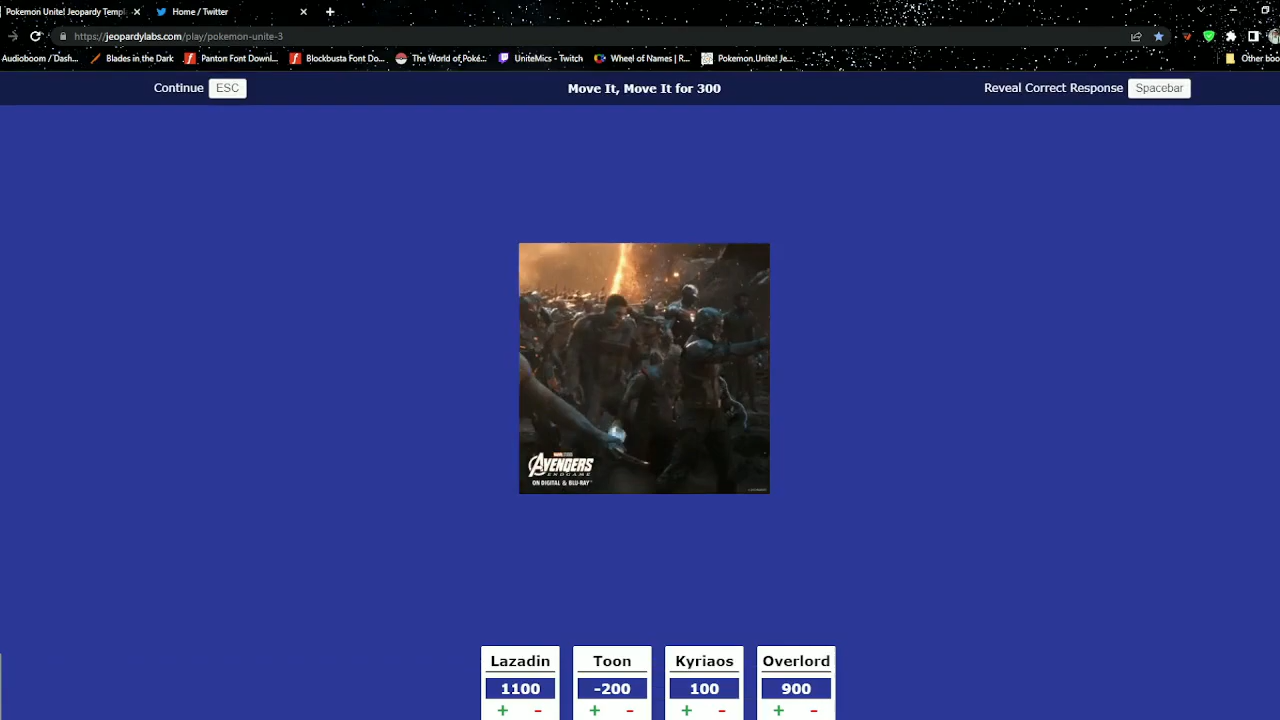 Pokemon Unite! Jeopardy Templ
Home / Twitter
https://jeopardylabs.com/play/pokemon-unite-3
Audioboom / Dash...
Blades in the Dark
Panton Font Downl...
Blockbusta Font Do...
The World of Poké...
UniteMics - Twitch
Wheel of Names | R...
Pokemon Unite! Je...
Other boo
Continue ESC
Move It, Move It for 300
Reveal Correct Response Spacebar
MARVEL STUDIOS
AVENGERS
ENDGAME
ON DIGITAL & BLU-RAY
Lazadin
Toon
Kyriaos
Overlord
1100
-200
100
900
+ -
+ -
+ -
+ -